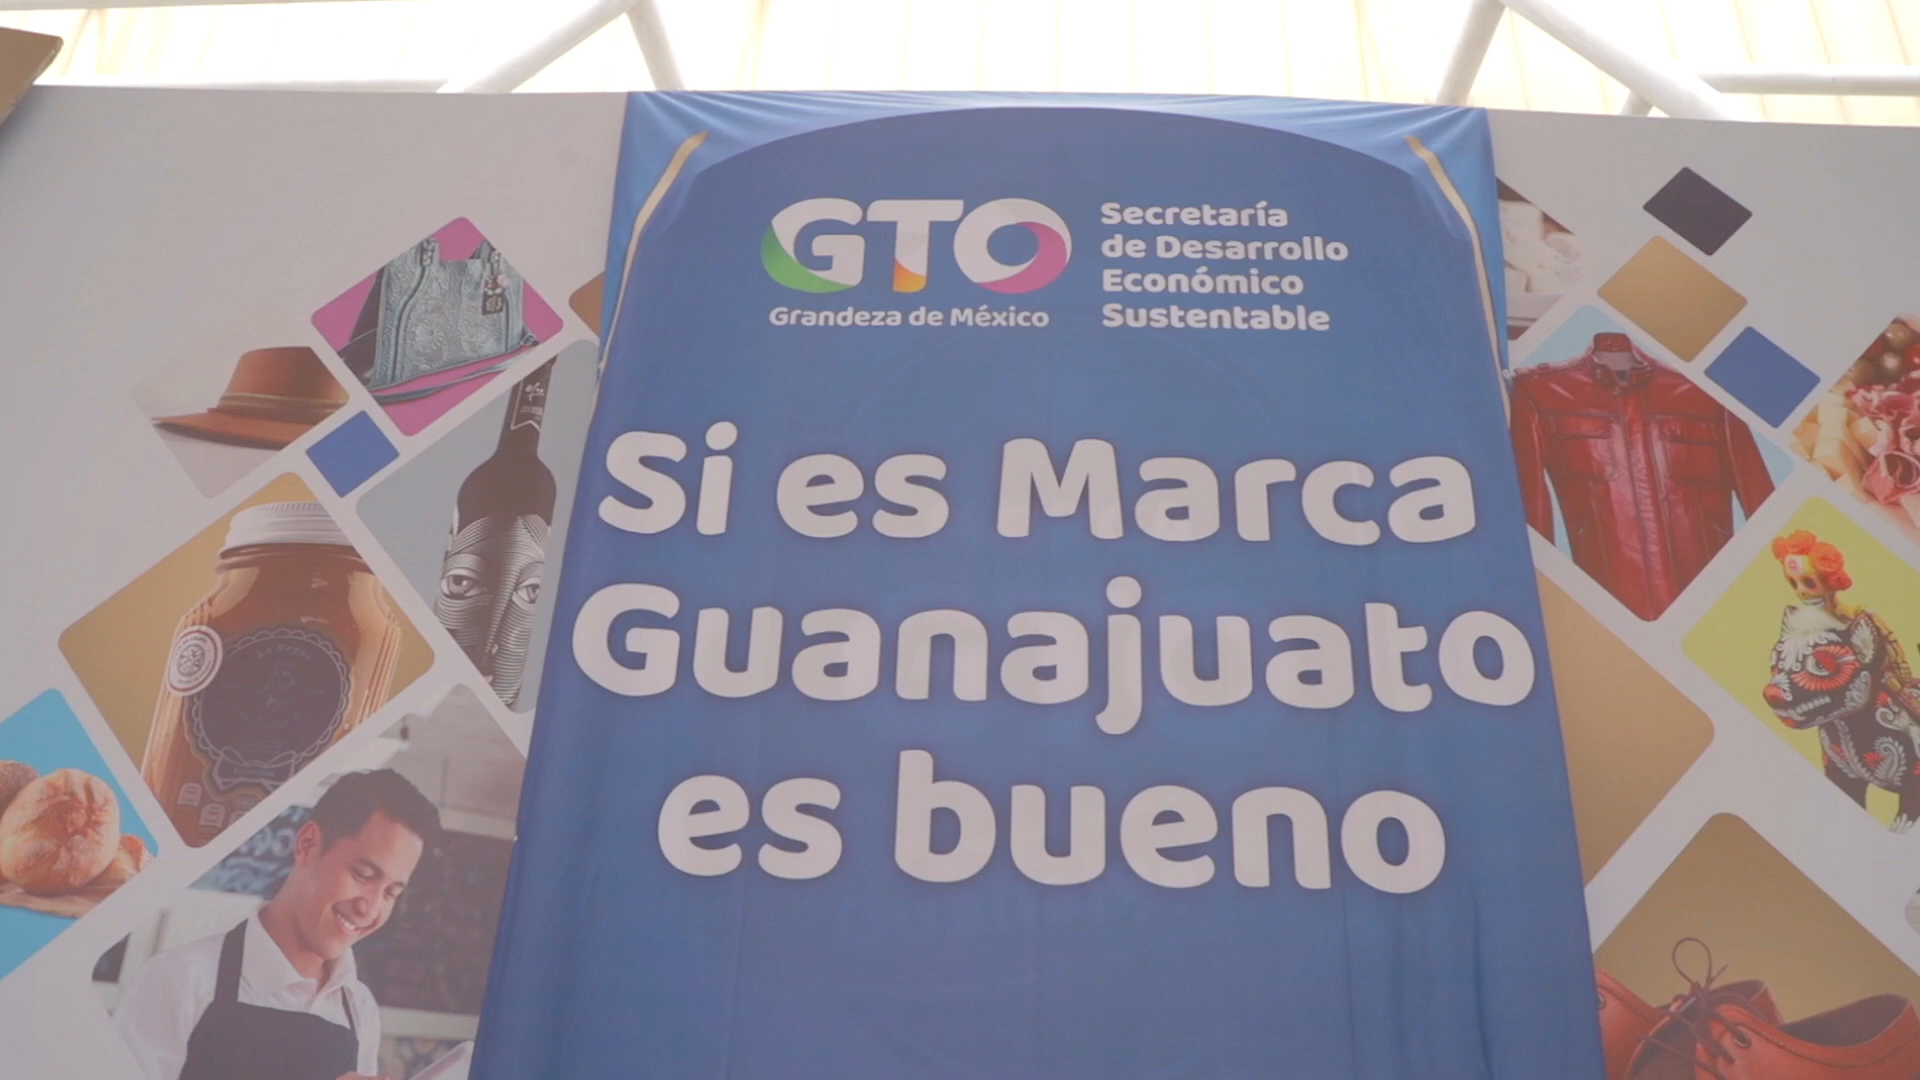 GTO
Grandeza de México
Secretaría
de Desarrollo
Económico
Sustentable
Si es Marca
Guanajuato
es bueno